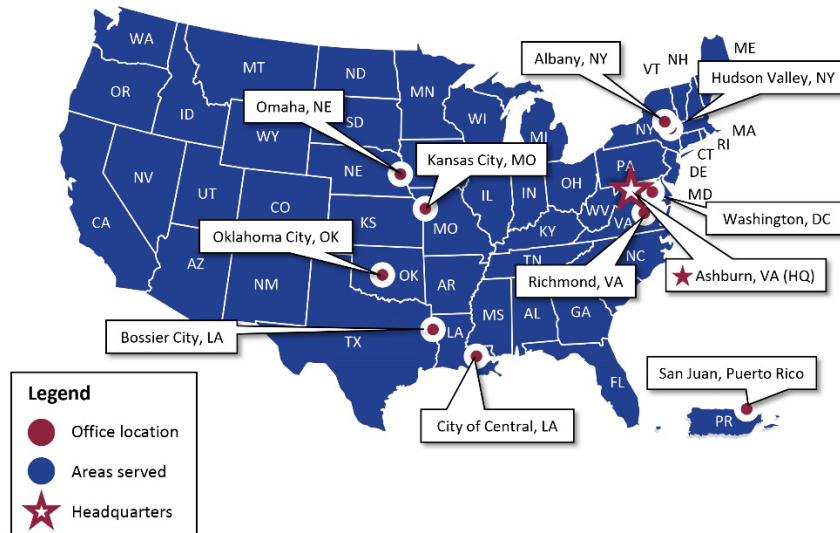 WA
MT
ND
MN
OR
ID
SD
WI
WY
MI
NE
NV
UT
CO
IL
IN
OH
PA
NY
CA
KS
MO
KY
WV
VA
AZ
NM
OK
AR
TN
NC
TX
LA
MS
AL
GA
FL
PR
VT
NH
ME
MA
RI
CT
DE
MD
Albany, NY
Hudson Valley, NY
Omaha, NE
Kansas City, MO
Washington, DC
Oklahoma City, OK
Richmond, VA
Ashburn, VA (HQ)
Bossier City, LA
City of Central, LA
San Juan, Puerto Rico
Legend
Office location
Areas served
Headquarters